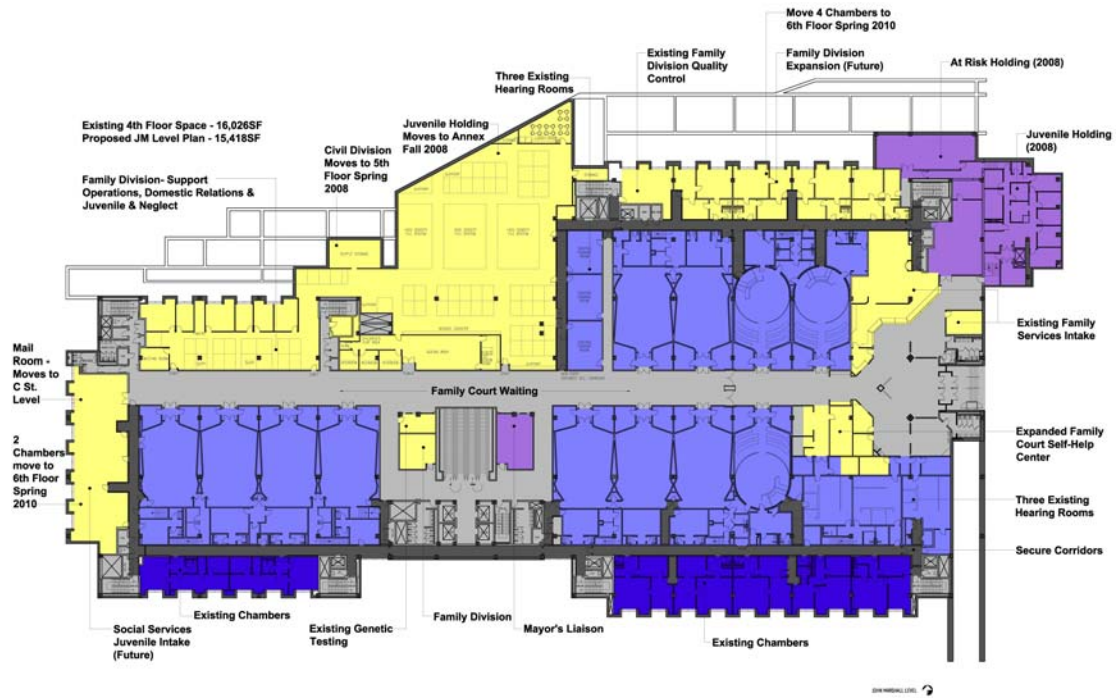 Move 4 Chambers to
6th Floor Spring 2010
Existing Family
Division Quality
Control
Family Division
Expansion (Future)
At Risk Holding (2008)
Three Existing
Hearing Rooms
Existing 4th Floor Space - 16,026SF
Proposed JM Level Plan - 15,418SF
Juvenile Holding
Moves to Annex
Fall 2008
Juvenile Holding
(2008)
Civil Division
Moves to 5th
Floor Spring
2008
Family Division- Support
Operations, Domestic Relations &
Juvenile & Neglect
Existing Family
Services Intake
Mail
Room -
Moves to
C St.
Level
Family Court Waiting
2
Chambers
move to
6th Floor
Spring
2010
Expanded Family
Court Self-Help
Center
Three Existing
Hearing Rooms
Secure Corridors
Existing Chambers
Social Services
Juvenile Intake
(Future)
Existing Genetic
Testing
Family Division
Mayor's Liaison
Existing Chambers
JOHN MARSHALL LEVEL